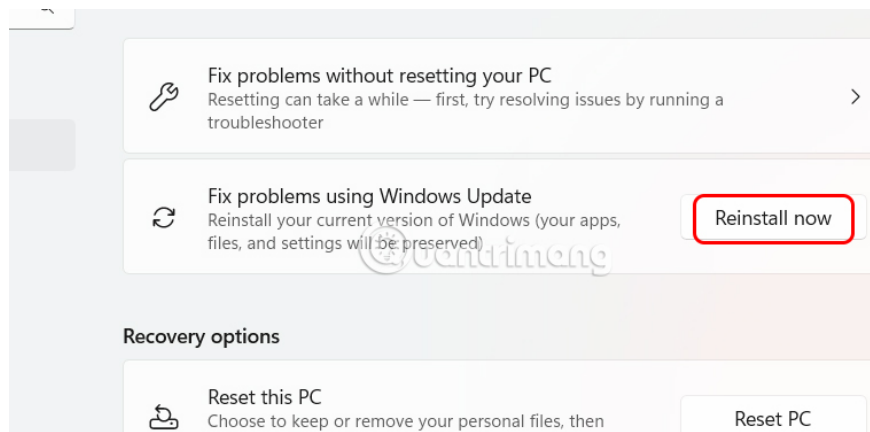 Fix problems without resetting your PC
Resetting can take a while — first, try resolving issues by running a
troubleshooter
Fix problems using Windows Update
Reinstall your current version of Windows (your apps,
files, and settings will be preserved)
Reinstall now
Quantrimang
Recovery options
Reset this PC
Choose to keep or remove your personal files, then
Reset PC